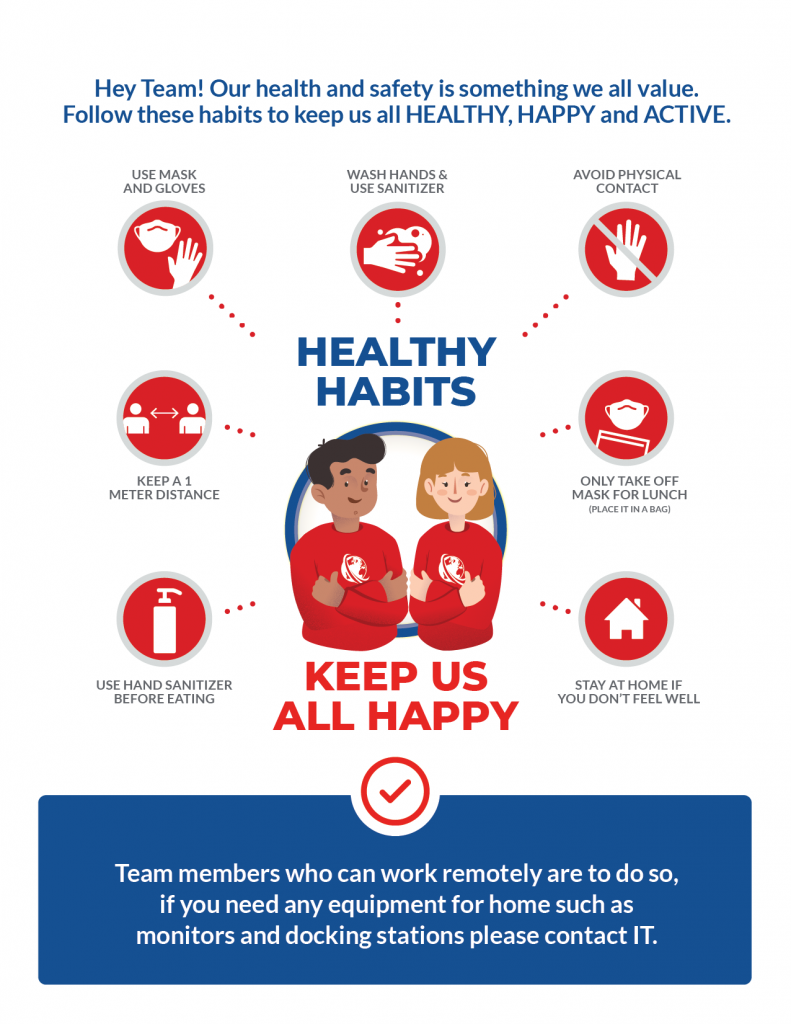 Hey Team! Our health and safety is something we all value.
Follow these habits to keep us all HEALTHY, HAPPY and ACTIVE.
USE MASK
AND GLOVES
WASH HANDS &
USE SANITIZER
AVOID PHYSICAL
CONTACT
HEALTHY
HABITS
KEEP A 1
METER DISTANCE
ONLY TAKE OFF
MASK FOR LUNCH
(PLACE IT IN A BAG)
USE HAND SANITIZER
BEFORE EATING
KEEP US
ALL HAPPY
STAY AT HOME IF
YOU DON'T FEEL WELL
Team members who can work remotely are to do so,
if you need any equipment for home such as
monitors and docking stations please contact IT.